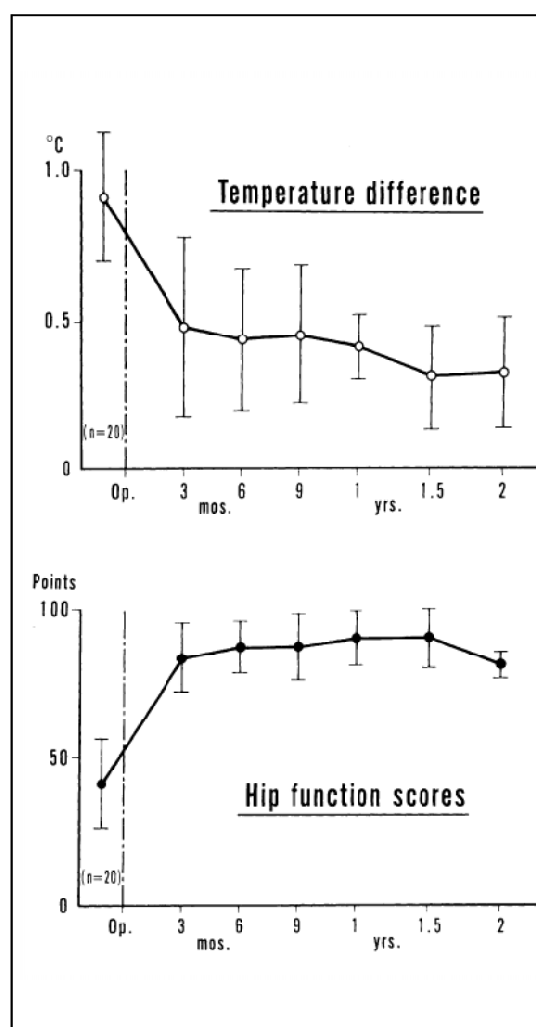 °C
1.0
Temperature difference
0.5
(n=20)
0
Op. 3 6 9 1 1.5 2
mos. yrs.
Points
100
50
Hip function scores
(n=20)
0
Op. 3 6 9 1 1.5 2
mos. yrs.